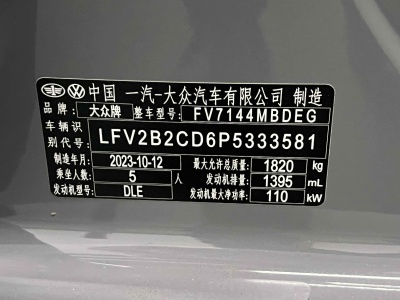 中国 一汽-大众汽车有限公司 制造
品牌 大众牌 整车型号: FV7144MBDEG
车辆识别代号: LFV2B2CD6P5333581
制造年月: 2023-10-12 最大允许总质量: 1820 kg
乘坐人数: 5 人 发动机排量: 1395 mL
发动机型号: DLE 发动机最大净功率: 110 kW